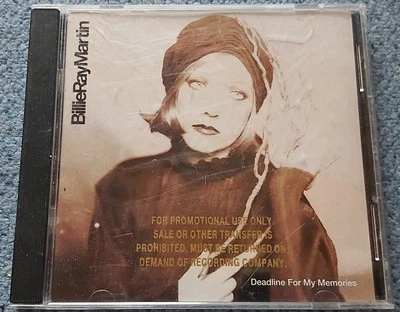 BillieRayMartin
FOR PROMOTIONAL USE ONLY
SALE OR OTHER TRANSFER IS
PROHIBITED. MUST BE RETURNED ON
DEMAND OF RECORDING COMPANY.
Deadline For My Memories